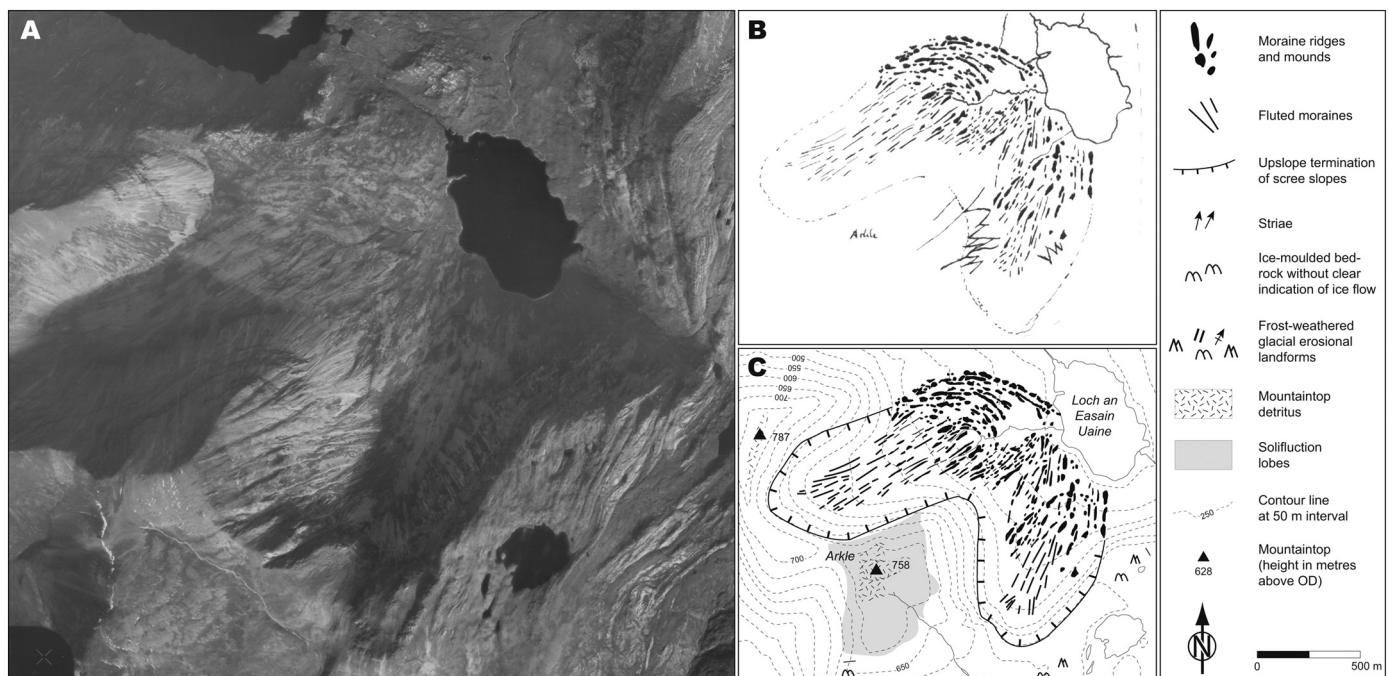 A
B
Arkle
C
500
550
600
650
700
787
Loch an
Easain
Uaine
700
Arkle
758
650
Moraine ridges
and mounds
Fluted moraines
Upslope termination
of scree slopes
Striae
Ice-moulded bed-
rock without clear
indication of ice flow
Frost-weathered
glacial erosional
landforms
Mountaintop
detritus
Solifluction
lobes
250
Contour line
at 50 m interval
628
Mountaintop
(height in metres
above OD)
N
0 500 m